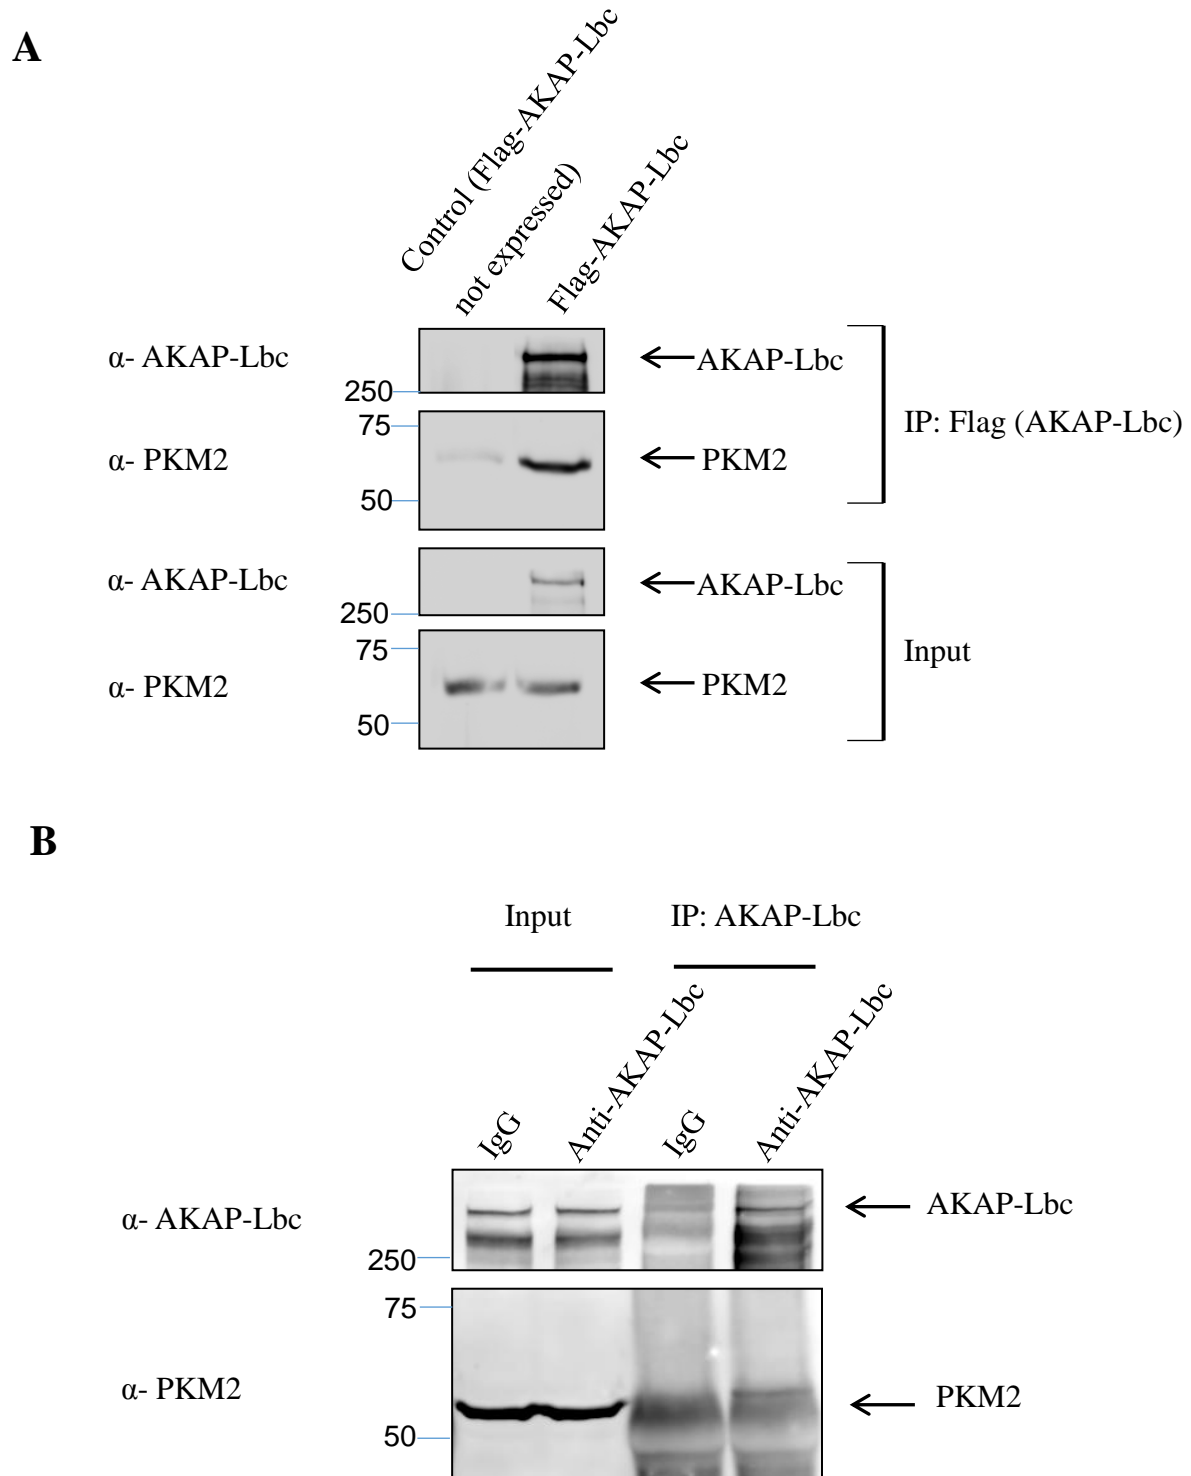 A
Control (Flag-AKAP-Lbc
not expressed)
Flag-AKAP-Lbc
α- AKAP-Lbc
250
AKAP-Lbc
75
α- PKM2
50
PKM2
IP: Flag (AKAP-Lbc)
α- AKAP-Lbc
250
AKAP-Lbc
75
α- PKM2
50
PKM2
Input
B
Input
IP: AKAP-Lbc
IgG
Anti-AKAP-Lbc
IgG
Anti-AKAP-Lbc
α- AKAP-Lbc
250
AKAP-Lbc
75
α- PKM2
50
PKM2